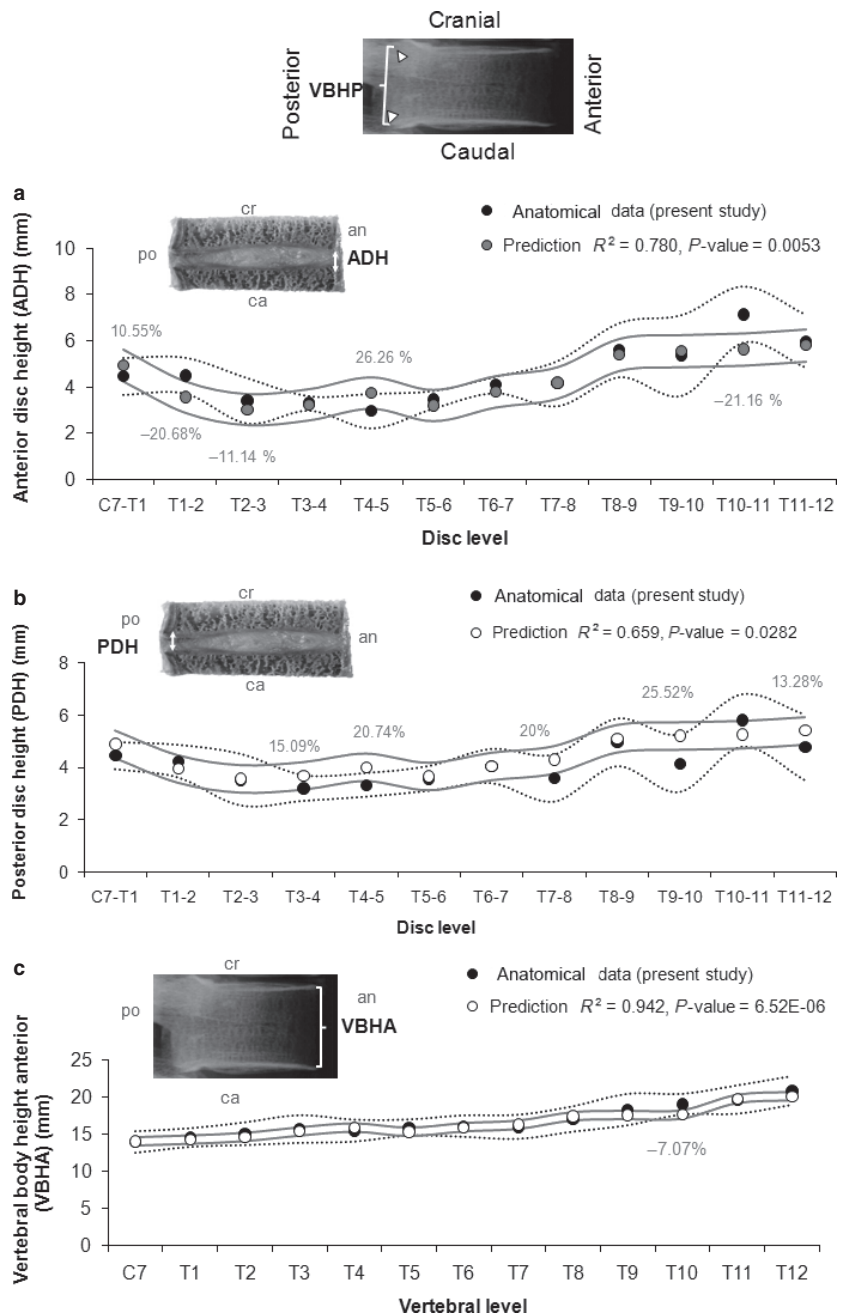 Cranial
Posterior
VBHP
Anterior
Caudal
a
cr
an
po
ADH
ca
Anatomical data (present study)
Prediction R² = 0.780, P-value = 0.0053
Anterior disc height (ADH) (mm)
10
8
6
4
2
0
10.55%
–20.68%
–11.14 %
26.26 %
–21.16 %
C7-T1 T1-2 T2-3 T3-4 T4-5 T5-6 T6-7 T7-8 T8-9 T9-10 T10-11 T11-12
Disc level
b
cr
po
PDH
an
ca
Anatomical data (present study)
Prediction R² = 0.659, P-value = 0.0282
Posterior disc height (PDH) (mm)
8
6
4
2
0
15.09%
20.74%
20%
25.52%
13.28%
C7-T1 T1-2 T2-3 T3-4 T4-5 T5-6 T6-7 T7-8 T8-9 T9-10 T10-11 T11-12
Disc level
c
cr
po
an
VBHA
ca
Anatomical data (present study)
Prediction R² = 0.942, P-value = 6.52E-06
Vertebral body height anterior
(VBHA) (mm)
25
20
15
10
5
0
–7.07%
C7 T1 T2 T3 T4 T5 T6 T7 T8 T9 T10 T11 T12
Vertebral level